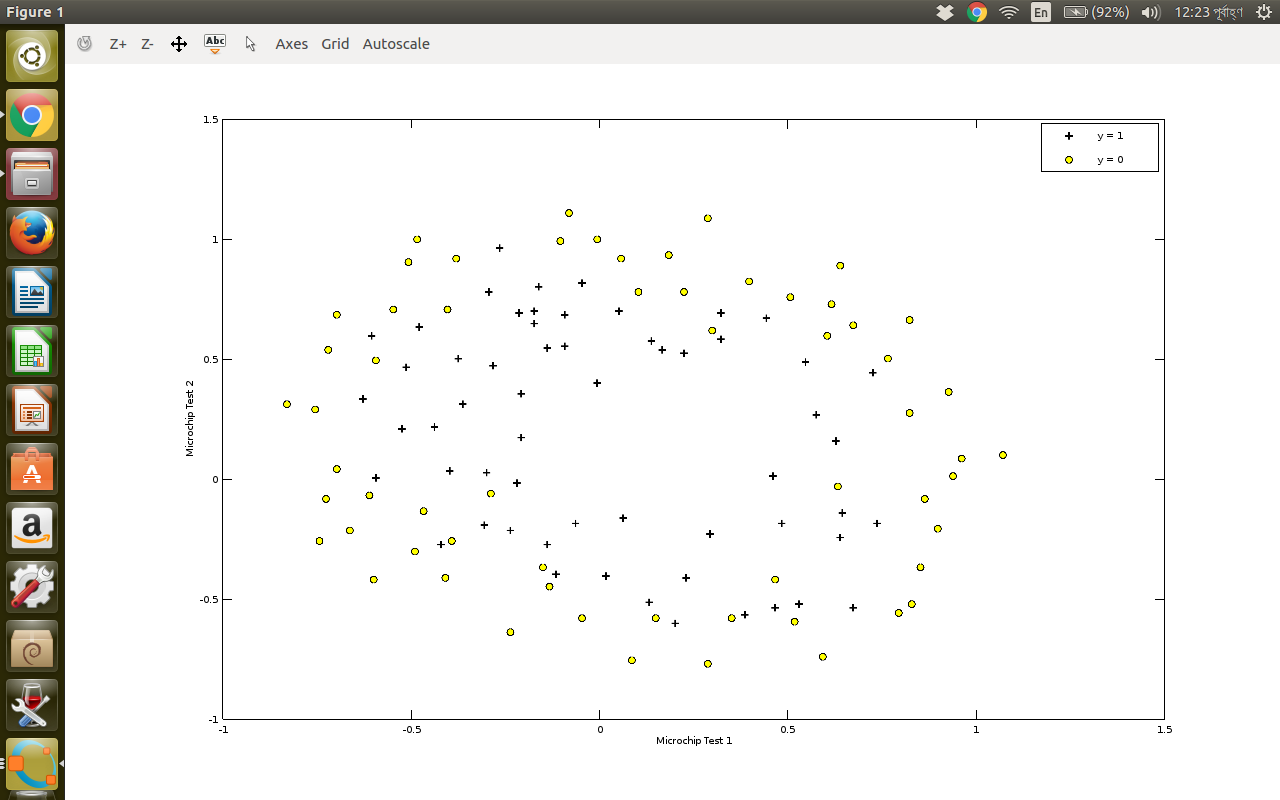 Figure 1
En (92%) 12:23 পূর্বাহ্ণ
Z+ Z- Abc Axes Grid Autoscale
1.5
1
0.5
0
-0.5
-1
Microchip Test 2
y = 1
y = 0
-1 -0.5 0 0.5 1 1.5
Microchip Test 1